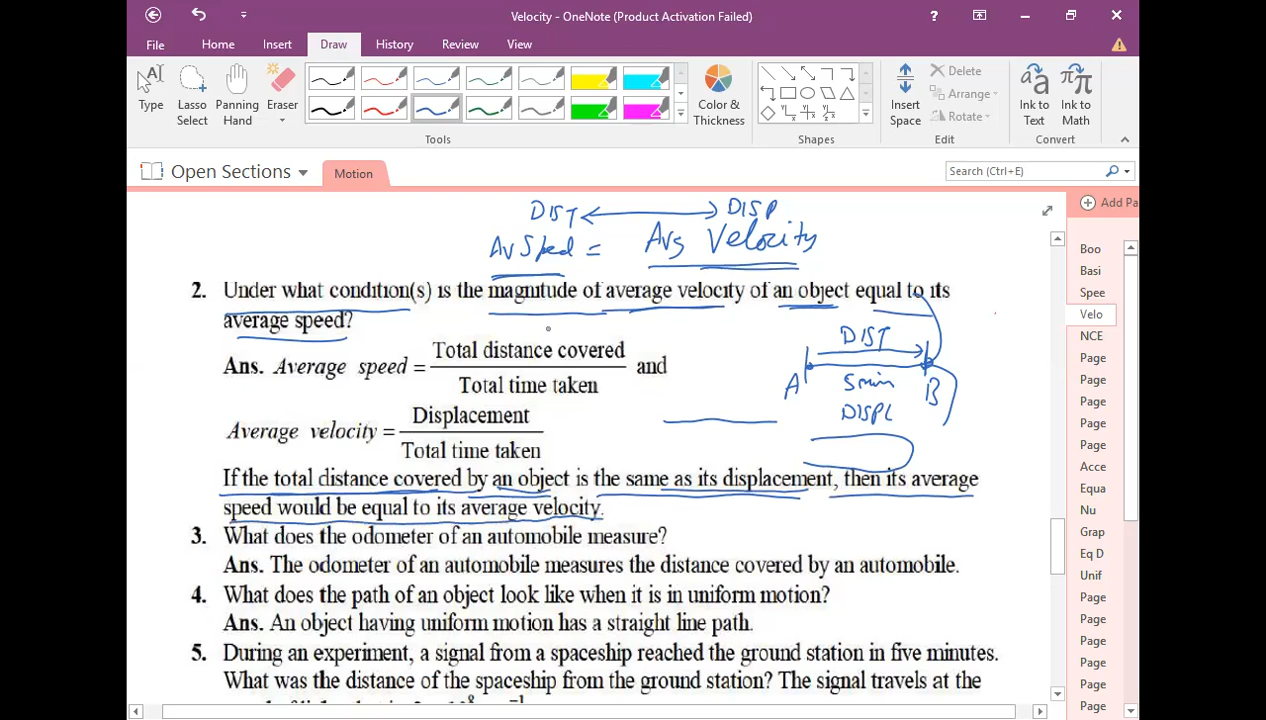 Velocity - OneNote (Product Activation Failed)
?
File Home Insert Draw History Review View
Type
Lasso Select
Panning Hand
Eraser
Color & Thickness
Insert Space
Delete
Arrange
Rotate
Ink to Text
Ink to Math
Tools
Shapes
Edit
Convert
Open Sections
Motion
Search (Ctrl+E)
Add Pa
DIST DISP
Av Speed = Avg Velocity
2. Under what condition(s) is the magnitude of average velocity of an object equal to its
average speed?
Ans. Average speed = Total distance covered / Total time taken and
Average velocity = Displacement / Total time taken
DIST
A 5min B
DISPL
If the total distance covered by an object is the same as its displacement, then its average
speed would be equal to its average velocity.
3. What does the odometer of an automobile measure?
Ans. The odometer of an automobile measures the distance covered by an automobile.
4. What does the path of an object look like when it is in uniform motion?
Ans. An object having uniform motion has a straight line path.
5. During an experiment, a signal from a spaceship reached the ground station in five minutes.
What was the distance of the spaceship from the ground station? The signal travels at the
Boo
Basi
Spee
Velo
NCE
Page
Page
Page
Page
Page
Acce
Equa
Nu
Grap
Eq D
Unif
Page
Page
Page
Page
Page
Page